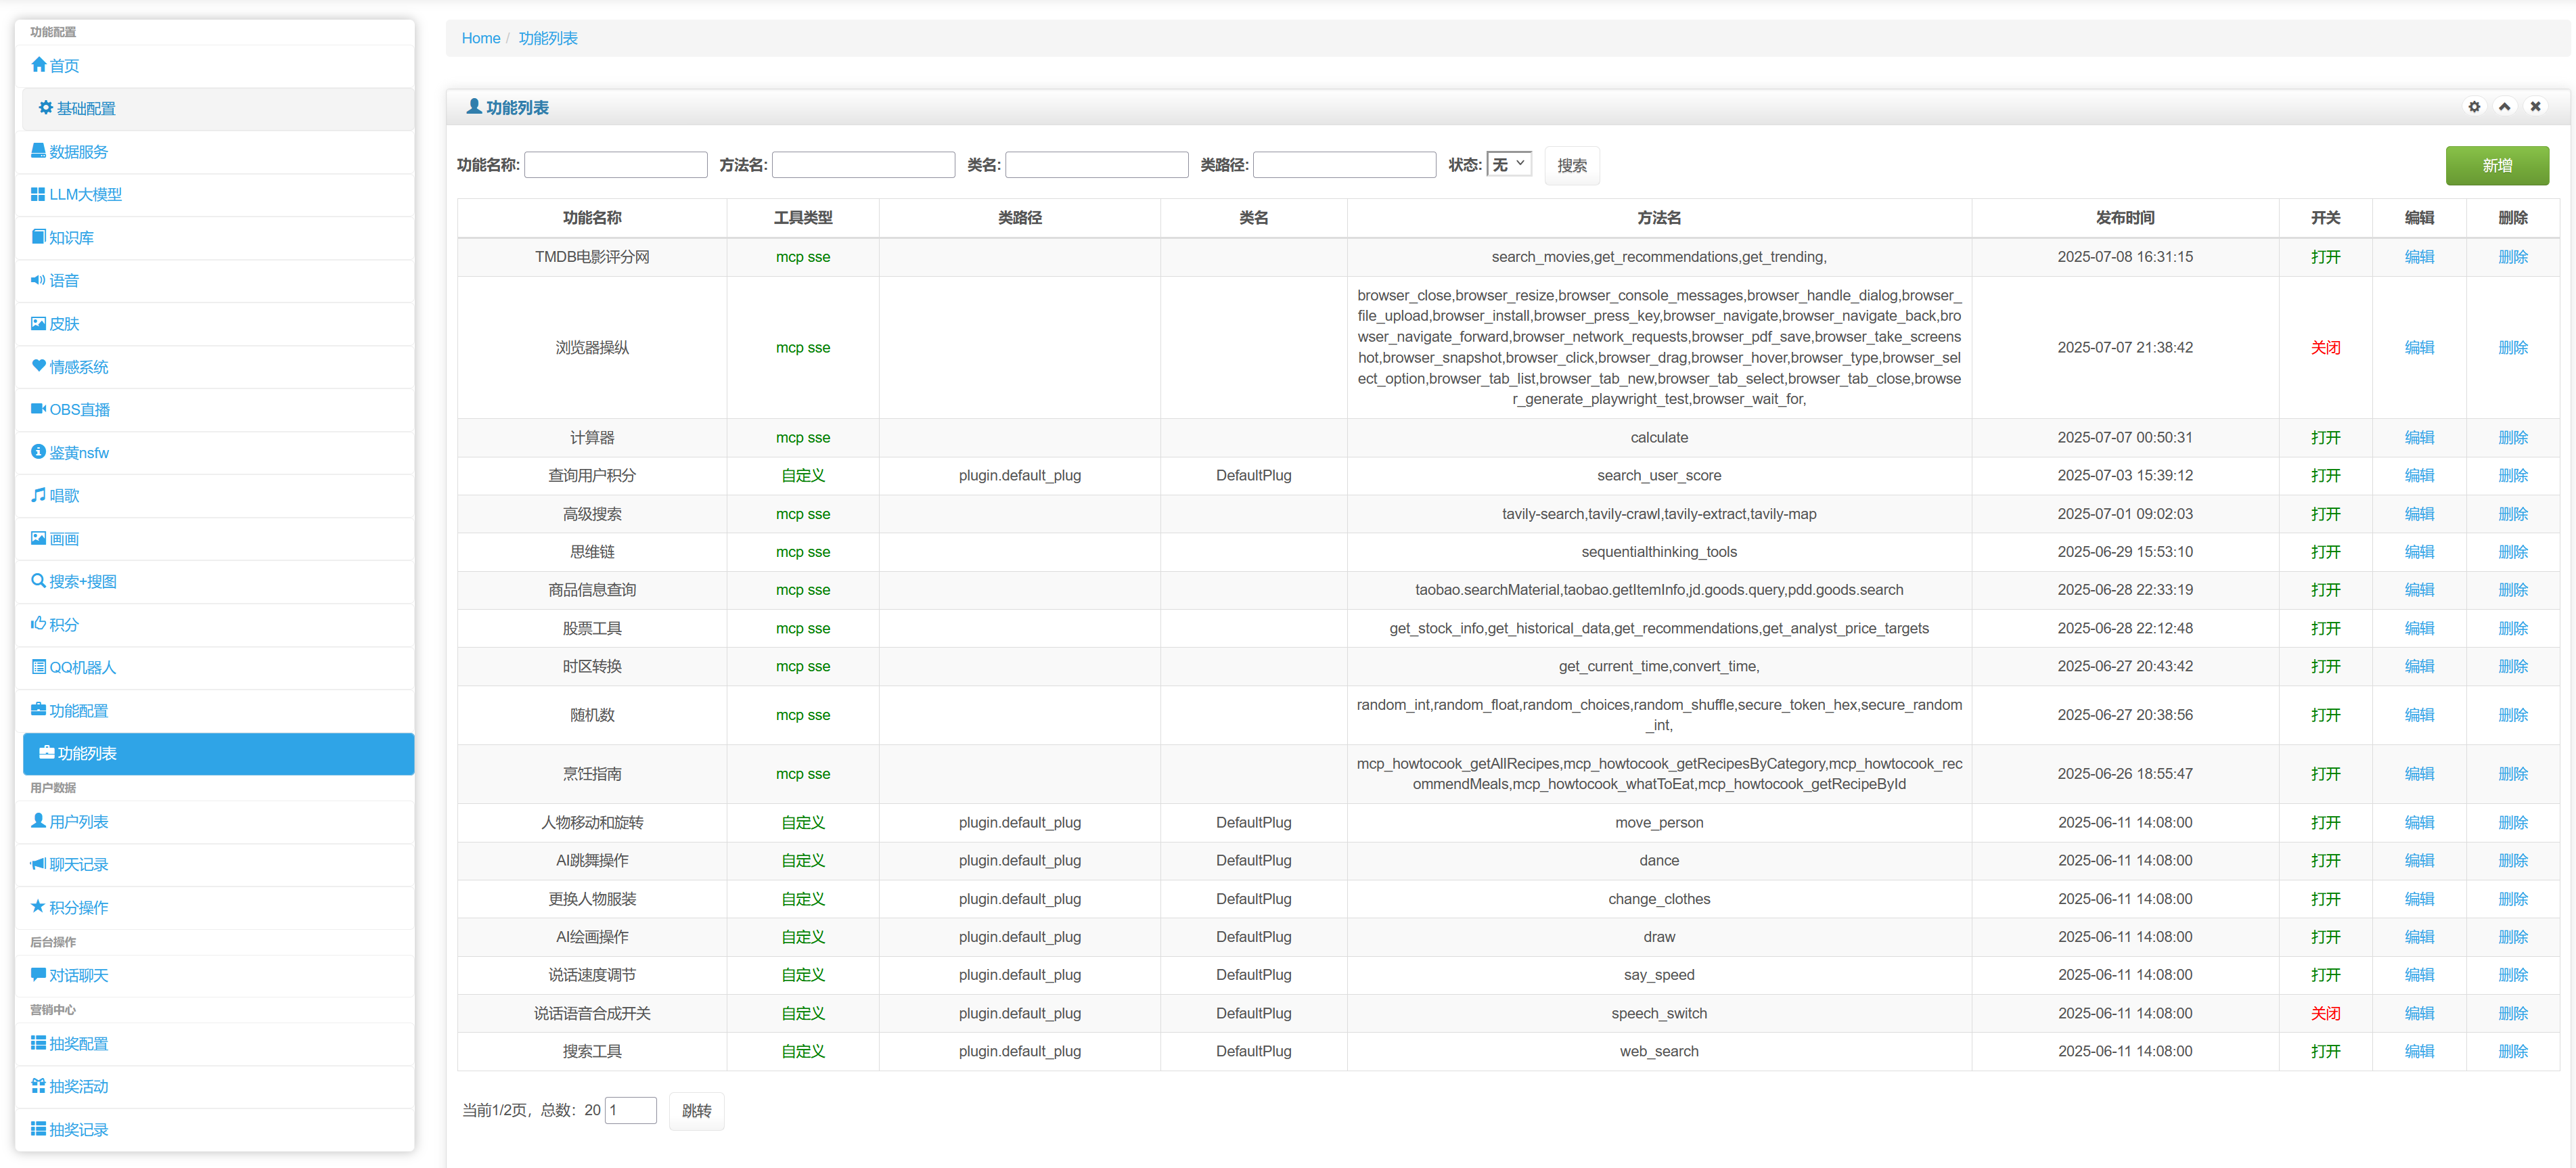 功能配置
首页
基础配置
数据服务
LLM大模型
知识库
语音
皮肤
情感系统
OBS直播
鉴黄nsfw
唱歌
画画
搜索+搜图
积分
QQ机器人
功能配置
功能列表
用户数据
用户列表
聊天记录
积分操作
后台操作
对话聊天
营销中心
抽奖配置
抽奖活动
抽奖记录
Home / 功能列表
功能列表
功能名称: 方法名: 类名: 类路径: 状态: 无 搜索 新增
功能名称 工具类型 类路径 类名 方法名 发布时间 开关 编辑 删除
TMDB电影评分网 mcp sse search_movies,get_recommendations,get_trending, 2025-07-08 16:31:15 打开 编辑 删除
browser_close,browser_resize,browser_console_messages,browser_handle_dialog,browser_
file_upload,browser_install,browser_press_key,browser_navigate,browser_navigate_back,bro
wser_navigate_forward,browser_network_requests,browser_pdf_save,browser_take_screens
浏览器操纵 mcp sse 2025-07-07 21:38:42 关闭 编辑 删除
hot,browser_snapshot,browser_click,browser_drag,browser_hover,browser_type,browser_sel
ect_option,browser_tab_list,browser_tab_new,browser_tab_select,browser_tab_close,browse
r_generate_playwright_test,browser_wait_for,
计算器 mcp sse calculate 2025-07-07 00:50:31 打开 编辑 删除
查询用户积分 自定义 plugin.default_plug DefaultPlug search_user_score 2025-07-03 15:39:12 打开 编辑 删除
高级搜索 mcp sse tavily-search,tavily-crawl,tavily-extract,tavily-map 2025-07-01 09:02:03 打开 编辑 删除
思维链 mcp sse sequentialthinking_tools 2025-06-29 15:53:10 打开 编辑 删除
商品信息查询 mcp sse taobao.searchMaterial,taobao.getItemInfo,jd.goods.query,pdd.goods.search 2025-06-28 22:33:19 打开 编辑 删除
股票工具 mcp sse get_stock_info,get_historical_data,get_recommendations,get_analyst_price_targets 2025-06-28 22:12:48 打开 编辑 删除
时区转换 mcp sse get_current_time,convert_time, 2025-06-27 20:43:42 打开 编辑 删除
random_int,random_float,random_choices,random_shuffle,secure_token_hex,secure_random
随机数 mcp sse 2025-06-27 20:38:56 打开 编辑 删除
_int,
mcp_howtocook_getAllRecipes,mcp_howtocook_getRecipesByCategory,mcp_howtocook_rec
烹饪指南 mcp sse 2025-06-26 18:55:47 打开 编辑 删除
ommendMeals,mcp_howtocook_whatToEat,mcp_howtocook_getRecipeById
人物移动和旋转 自定义 plugin.default_plug DefaultPlug move_person 2025-06-11 14:08:00 打开 编辑 删除
AI跳舞操作 自定义 plugin.default_plug DefaultPlug dance 2025-06-11 14:08:00 打开 编辑 删除
更换人物服装 自定义 plugin.default_plug DefaultPlug change_clothes 2025-06-11 14:08:00 打开 编辑 删除
AI绘画操作 自定义 plugin.default_plug DefaultPlug draw 2025-06-11 14:08:00 打开 编辑 删除
说话速度调节 自定义 plugin.default_plug DefaultPlug say_speed 2025-06-11 14:08:00 打开 编辑 删除
说话语音合成开关 自定义 plugin.default_plug DefaultPlug speech_switch 2025-06-11 14:08:00 关闭 编辑 删除
搜索工具 自定义 plugin.default_plug DefaultPlug web_search 2025-06-11 14:08:00 打开 编辑 删除
当前1/2页，总数：20 1 跳转